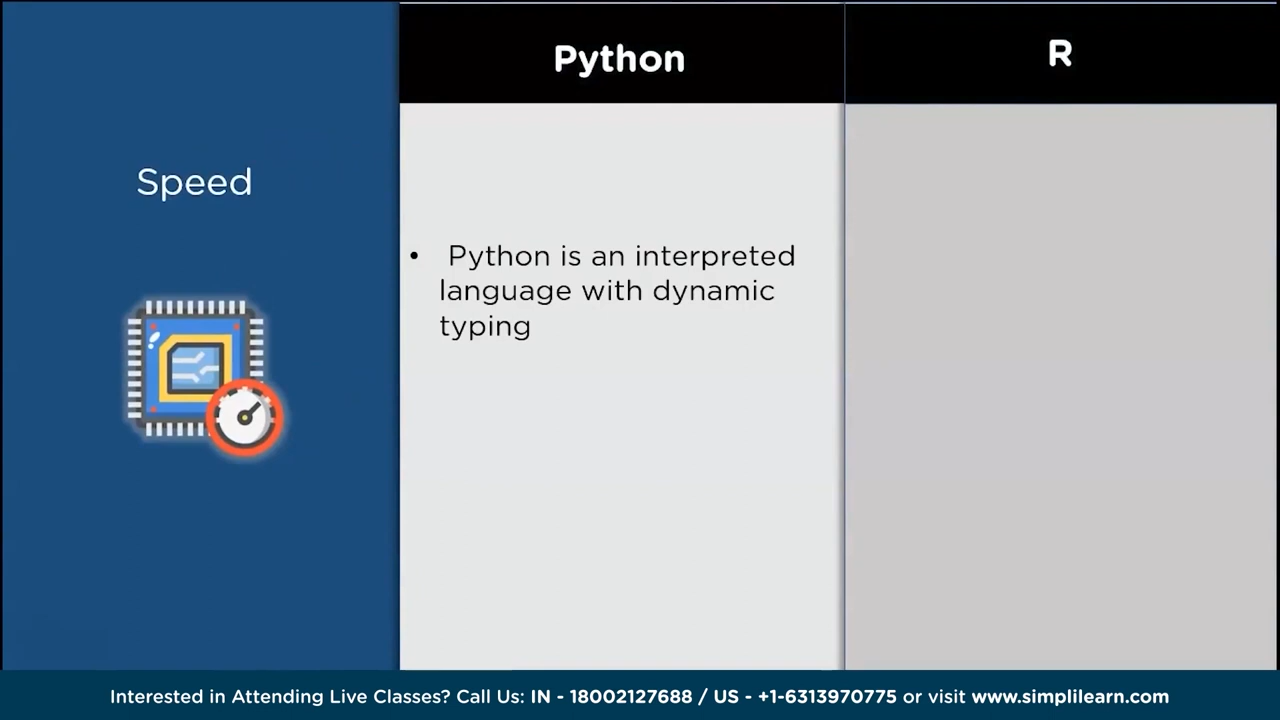 Python
R
Speed
• Python is an interpreted
language with dynamic
typing
Interested in Attending Live Classes? Call Us: IN - 18002127688 / US - +1-6313970775 or visit www.simplilearn.com